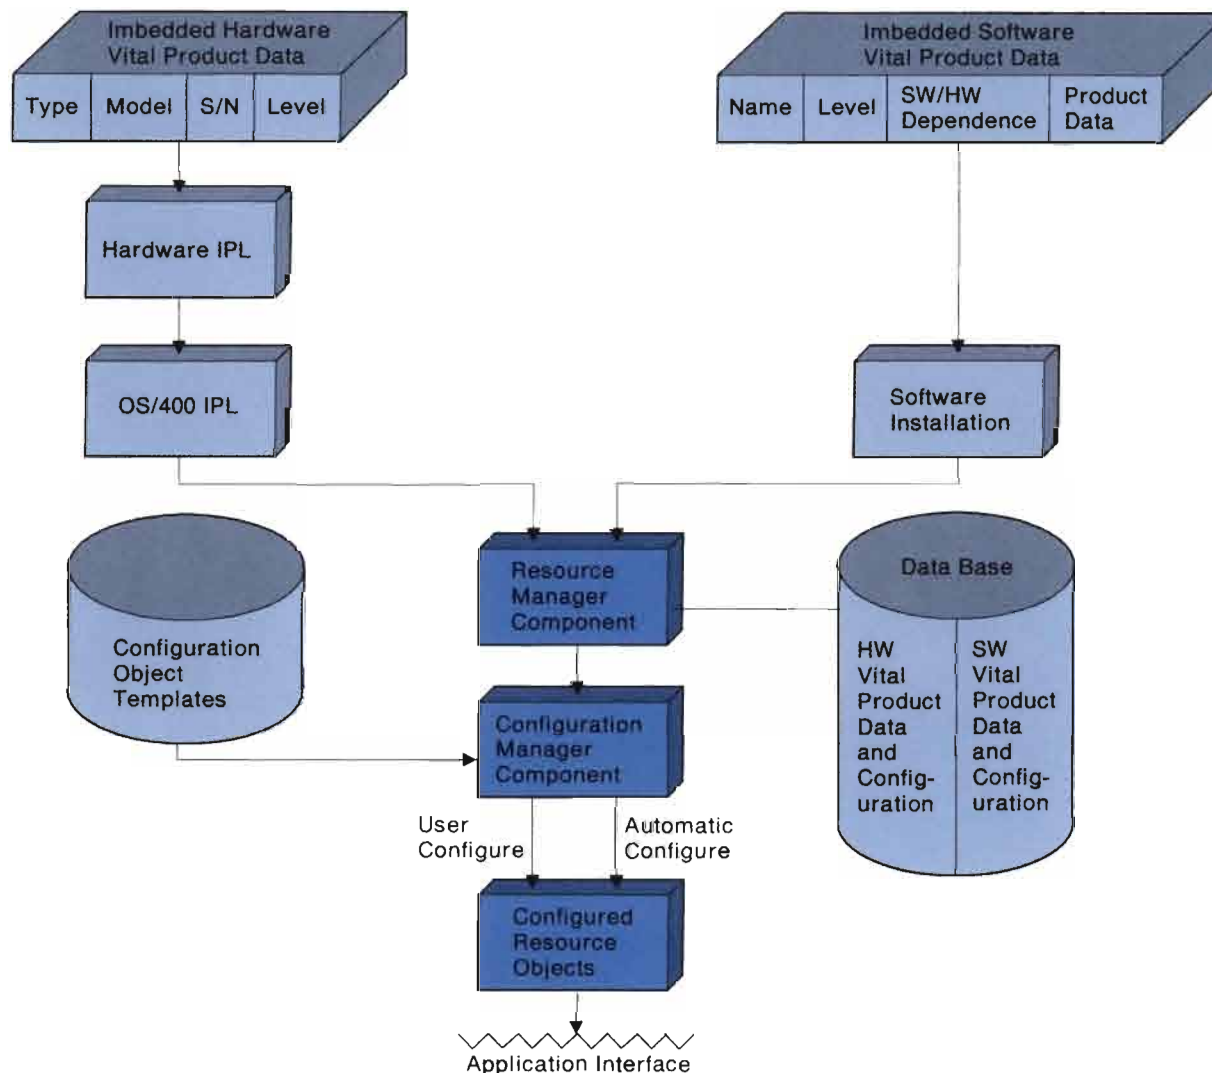 Imbedded Hardware
Vital Product Data
Type
Model
S/N
Level
Imbedded Software
Vital Product Data
Name
Level
SW/HW
Dependence
Product
Data
Hardware IPL
OS/400 IPL
Software
Installation
Configuration
Object
Templates
Resource
Manager
Component
Data Base
HW
Vital
Product
Data
and
Config-
uration
SW
Vital
Product
Data
and
Config-
uration
Configuration
Manager
Component
User
Configure
Automatic
Configure
Configured
Resource
Objects
Application Interface